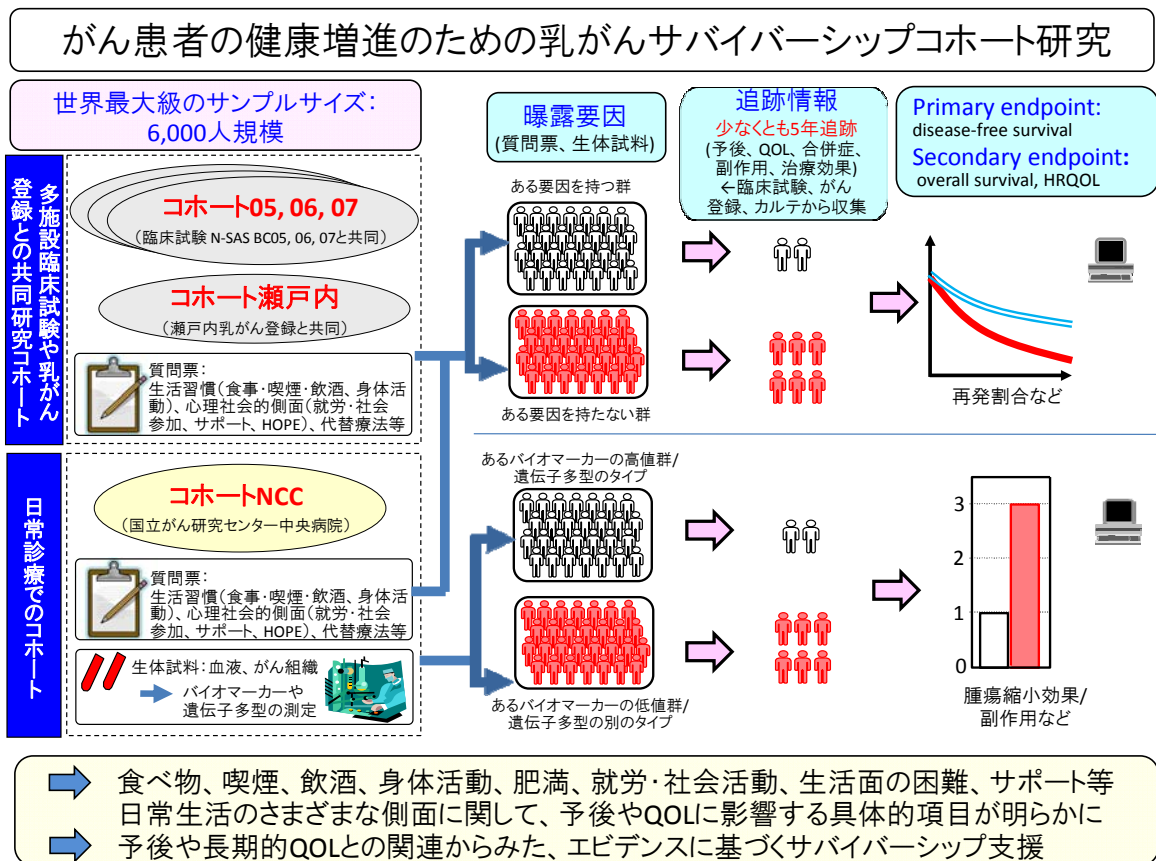 がん患者の健康増進のための乳がんサバイバーシップコホート研究
世界最大級のサンプルサイズ：
6,000人規模
曝露要因
(質問票、生体試料)
追跡情報
少なくとも5年追跡
(予後、QOL、合併症、
副作用、治療効果)
←臨床試験、がん
登録、カルテから収集
Primary endpoint:
disease-free survival
Secondary endpoint:
overall survival, HRQOL
多施設臨床試験や乳がん
登録との共同研究コホート
コホート05, 06, 07
(臨床試験 N-SAS BC05, 06, 07と共同)
コホート瀬戸内
(瀬戸内乳がん登録と共同)
質問票：
生活習慣(食事･喫煙･飲酒、身体活
動)、心理社会的側面(就労･社会
参加、サポート、HOPE)、代替療法等
ある要因を持つ群
ある要因を持たない群
再発割合など
日常診療でのコホート
コホートNCC
(国立がん研究センター中央病院)
質問票：
生活習慣(食事･喫煙･飲酒、身体活
動)、心理社会的側面(就労･社会
参加、サポート、HOPE)、代替療法等
生体試料：血液、がん組織
バイオマーカーや
遺伝子多型の測定
あるバイオマーカーの高値群/
遺伝子多型のタイプ
あるバイオマーカーの低値群/
遺伝子多型の別のタイプ
3
2
1
0
腫瘍縮小効果/
副作用など
食べ物、喫煙、飲酒、身体活動、肥満、就労･社会活動、生活面の困難、サポート等
日常生活のさまざまな側面に関して、予後やQOLに影響する具体的項目が明らかに
予後や長期的QOLとの関連からみた、エビデンスに基づくサバイバーシップ支援